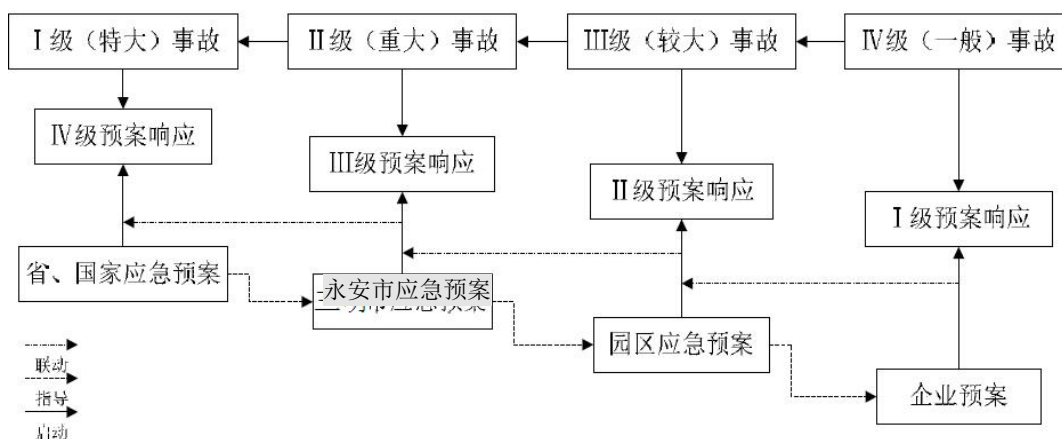 Ⅰ级（特大）事故
Ⅱ级（重大）事故
Ⅲ级（较大）事故
Ⅳ级（一般）事故
Ⅳ级预案响应
Ⅲ级预案响应
Ⅱ级预案响应
Ⅰ级预案响应
省、国家应急预案
永安市应急预案
园区应急预案
企业预案
联动
指导
启动